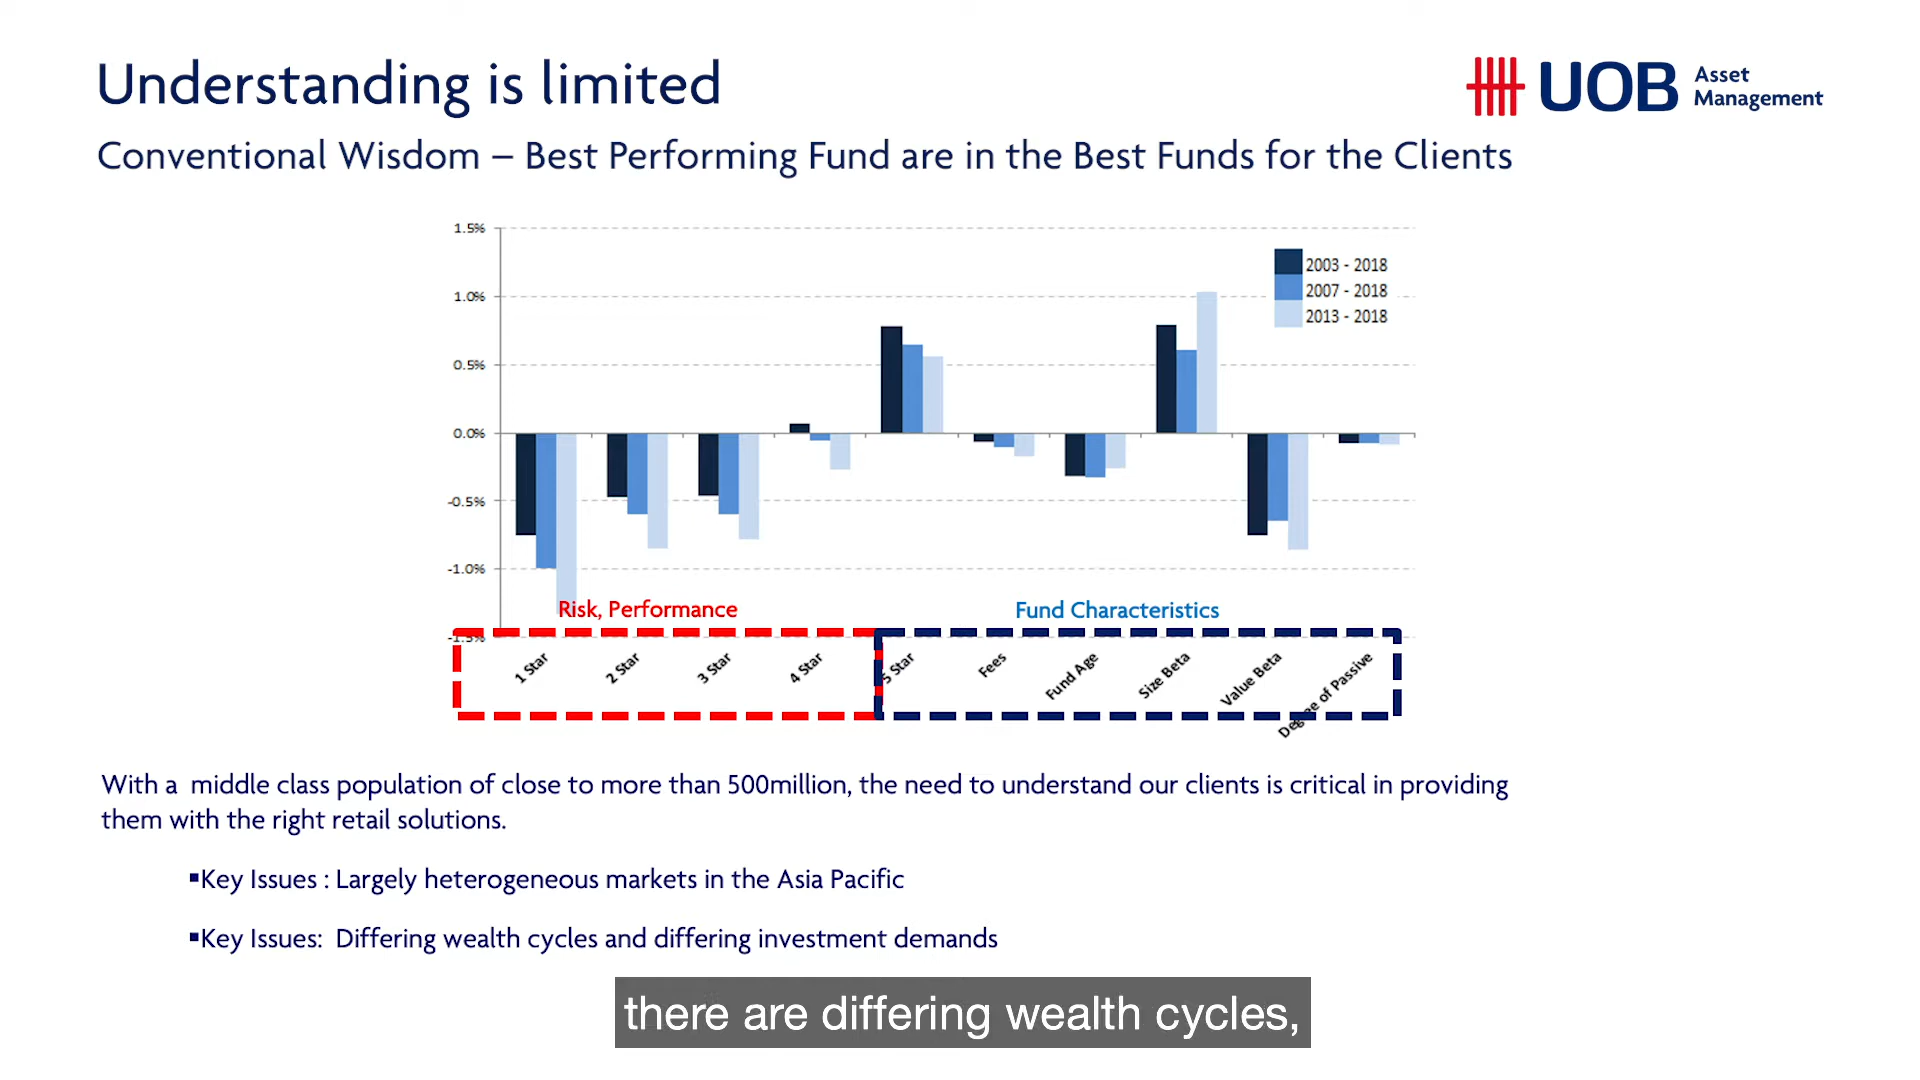 Understanding is limited
UOB Asset
Management
Conventional Wisdom – Best Performing Fund are in the Best Funds for the Clients
1.5%
1.0%
0.5%
0.0%
-0.5%
-1.0%
-1.5%
2003 - 2018
2007 - 2018
2013 - 2018
Risk, Performance
Fund Characteristics
1 Star
2 Star
3 Star
4 Star
5 Star
Fees
Fund Age
Size Beta
Value Beta
Degree of Passive
With a middle class population of close to more than 500million, the need to understand our clients is critical in providing
them with the right retail solutions.
▪Key Issues : Largely heterogeneous markets in the Asia Pacific
▪Key Issues: Differing wealth cycles and differing investment demands
there are differing wealth cycles,